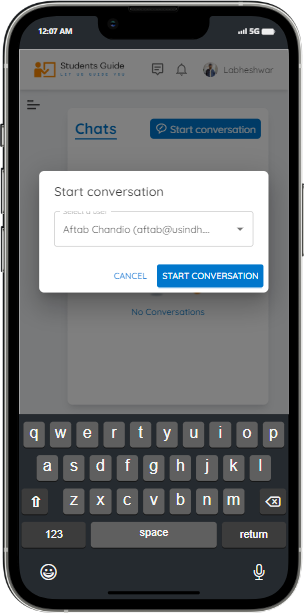 12:07 AM
5G
Students Guide
LET US GUIDE YOU
Labheshwar
Chats
Start conversation
Start conversation
Select a user
Aftab Chandio (aftab@usindh....
CANCEL
START CONVERSATION
No Conversations
q w e r t y u i o p
a s d f g h j k l
z x c v b n m
123 space return